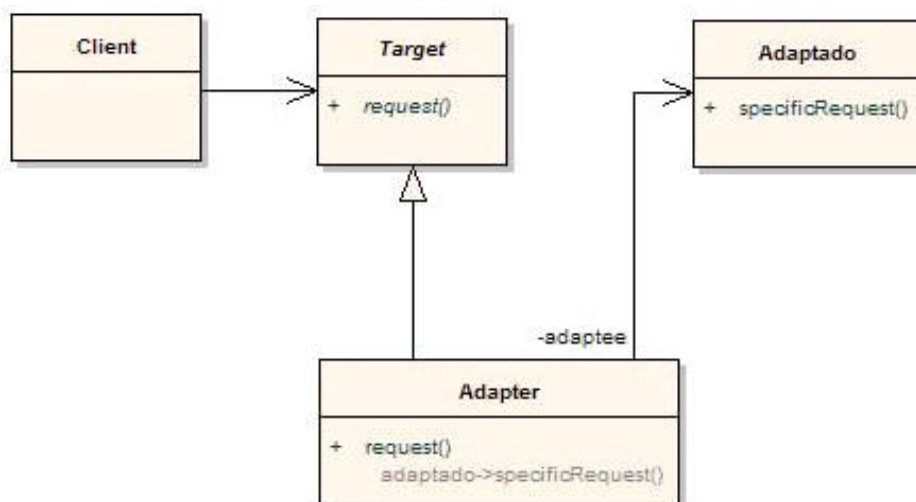 Client
Target
+ request()
Adaptado
+ specificRequest()
-adaptee
Adapter
+ request()
adaptado->specificRequest()